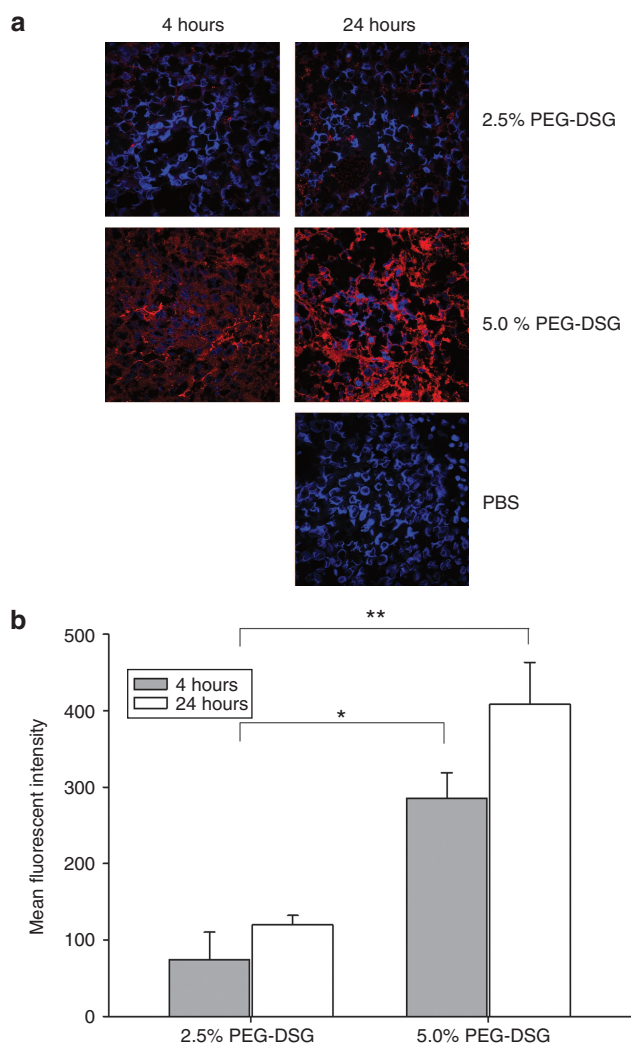 a
4 hours
24 hours
2.5% PEG-DSG
5.0 % PEG-DSG
PBS
b
500
400
300
200
100
0
Mean fluorescent intensity
4 hours
24 hours
**
*
2.5% PEG-DSG
5.0% PEG-DSG